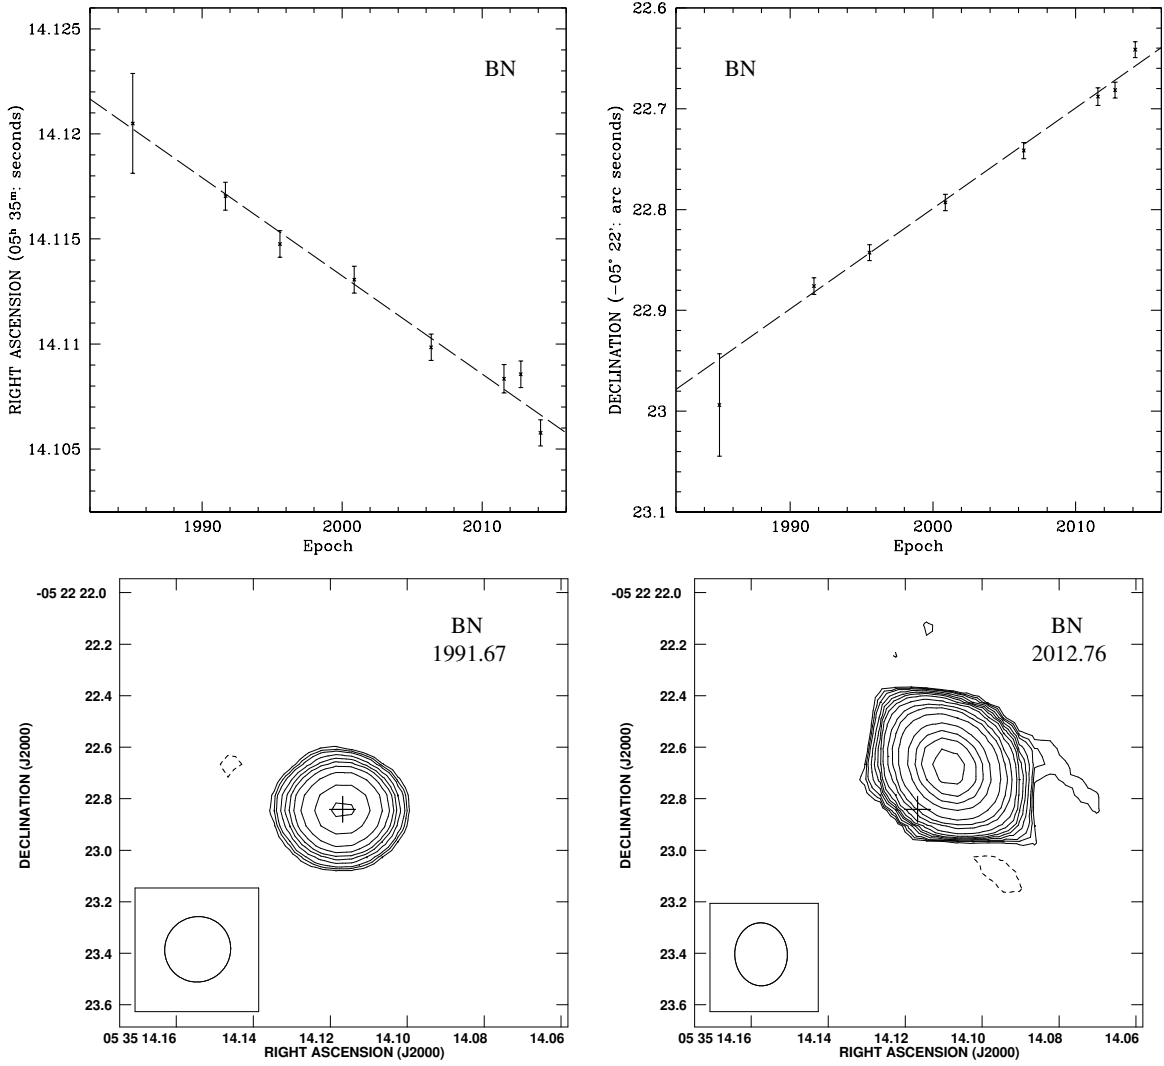 BN
14.125
14.12
14.115
14.11
14.105
RIGHT ASCENSION (05ʰ 35ᵐ: seconds)
1990
2000
2010
Epoch
BN
22.6
22.7
22.8
22.9
23
23.1
DECLINATION (−05° 22': arc seconds)
1990
2000
2010
Epoch
BN
1991.67
-05 22 22.0
22.2
22.4
22.6
22.8
23.0
23.2
23.4
23.6
DECLINATION (J2000)
05 35 14.16
14.14
14.12
14.10
14.08
14.06
RIGHT ASCENSION (J2000)
BN
2012.76
-05 22 22.0
22.2
22.4
22.6
22.8
23.0
23.2
23.4
23.6
DECLINATION (J2000)
05 35 14.16
14.14
14.12
14.10
14.08
14.06
RIGHT ASCENSION (J2000)